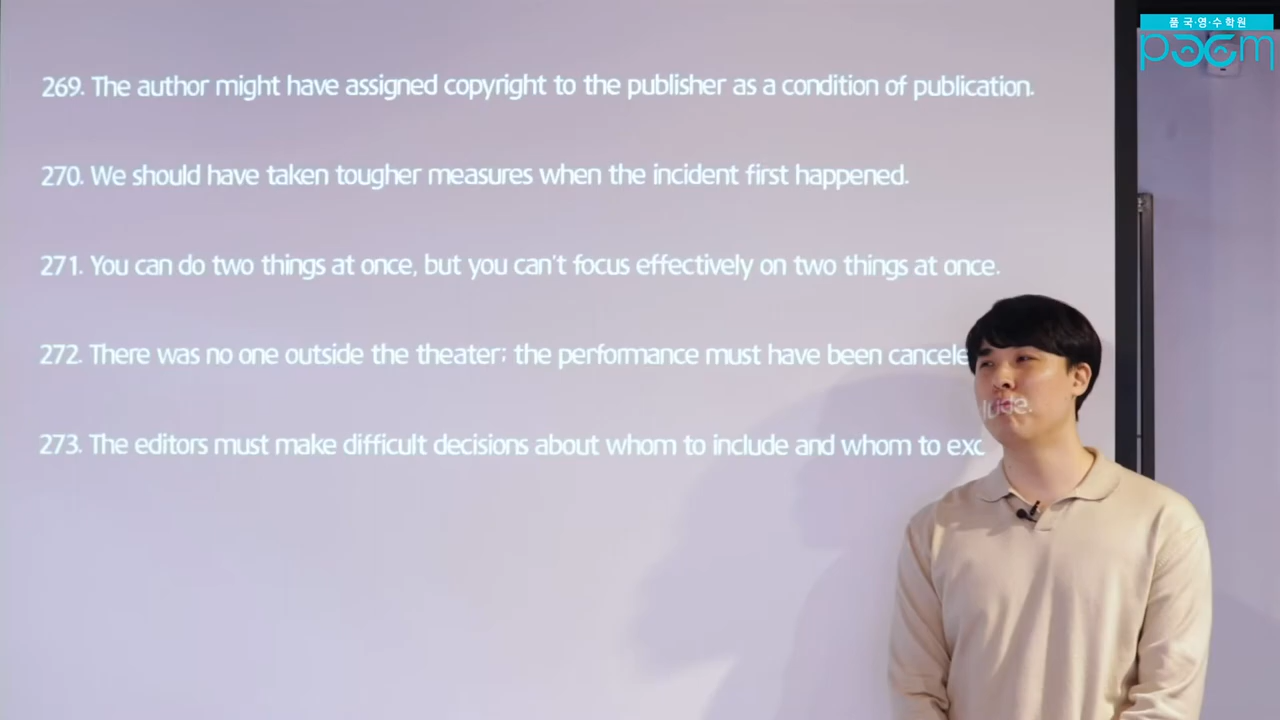 품 국·영·수 학원
poem
269. The author might have assigned copyright to the publisher as a condition of publication.
270. We should have taken tougher measures when the incident first happened.
271. You can do two things at once, but you can't focus effectively on two things at once.
272. There was no one outside the theater; the performance must have been cancele
273. The editors must make difficult decisions about whom to include and whom to exclude.